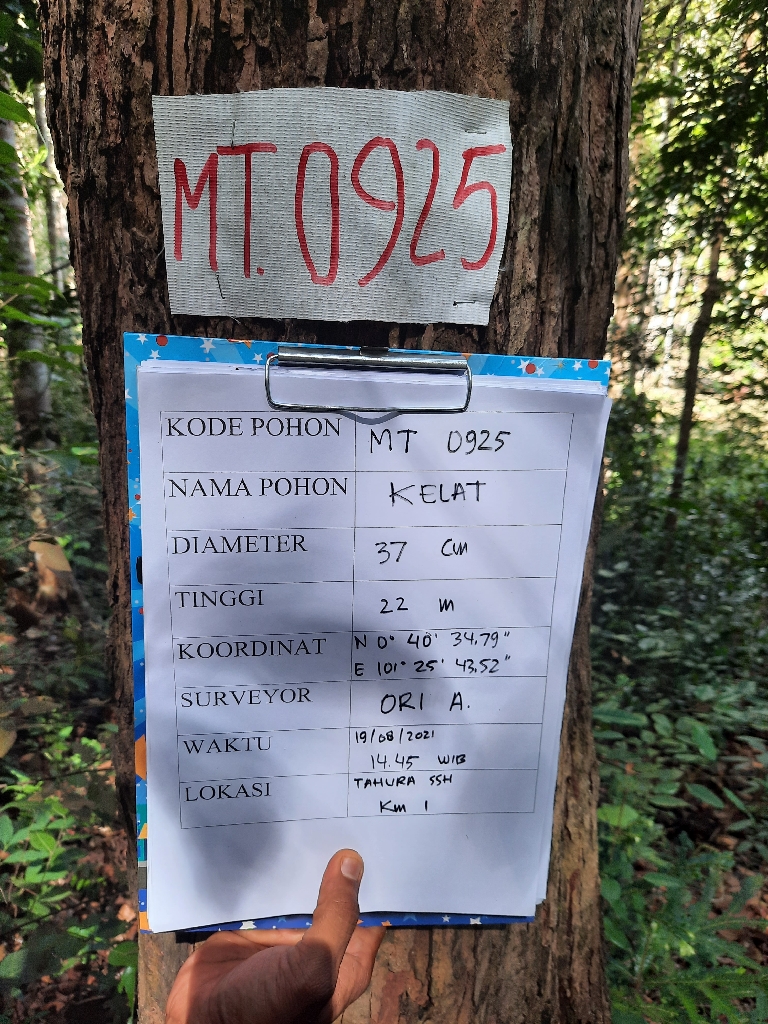 MT. 0925
KODE POHON MT 0925
NAMA POHON KELAT
DIAMETER 37 cm
TINGGI 22 m
KOORDINAT N 0° 40' 34.79"
E 101° 25' 43.52"
SURVEYOR ORI A.
WAKTU 19/08/2021
14.45 WIB
LOKASI TAHURA SSH
Km 1